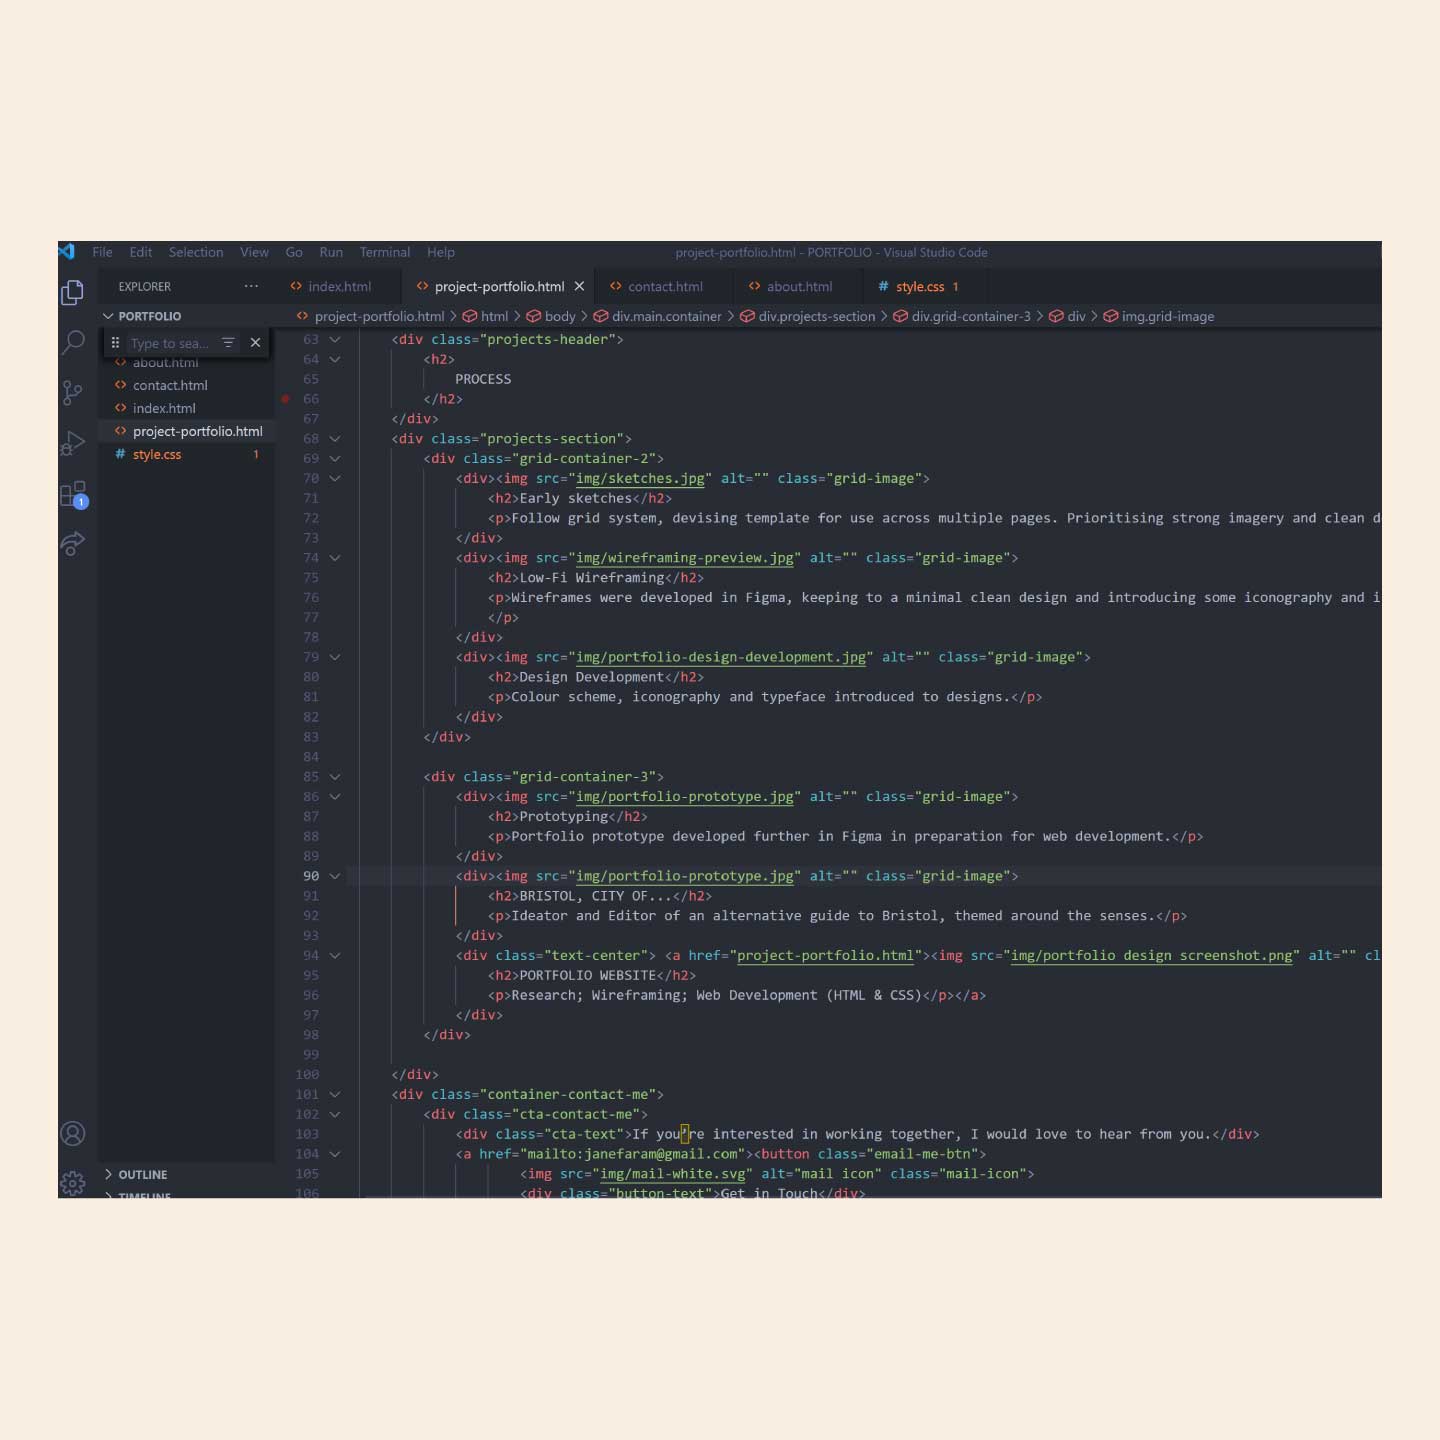 File Edit Selection View Go Run Terminal Help project-portfolio.html - PORTFOLIO - Visual Studio Code
EXPLORER ··· index.html project-portfolio.html contact.html about.html # style.css 1
PORTFOLIO
project-portfolio.html > html > body > div.main.container > div.projects-section > div.grid-container-3 > div > img.grid-image
Type to sea...
about.html
contact.html
index.html
project-portfolio.html
# style.css 1
1
63 <div class="projects-header">
64 <h2>
65 PROCESS
66 </h2>
67 </div>
68 <div class="projects-section">
69 <div class="grid-container-2">
70 <div><img src="img/sketches.jpg" alt="" class="grid-image">
71 <h2>Early sketches</h2>
72 <p>Follow grid system, devising template for use across multiple pages. Prioritising strong imagery and clean d
73 </div>
74 <div><img src="img/wireframing-preview.jpg" alt="" class="grid-image">
75 <h2>Low-Fi Wireframing</h2>
76 <p>Wireframes were developed in Figma, keeping to a minimal clean design and introducing some iconography and i
77 </p>
78 </div>
79 <div><img src="img/portfolio-design-development.jpg" alt="" class="grid-image">
80 <h2>Design Development</h2>
81 <p>Colour scheme, iconography and typeface introduced to designs.</p>
82 </div>
83 </div>
84
85 <div class="grid-container-3">
86 <div><img src="img/portfolio-prototype.jpg" alt="" class="grid-image">
87 <h2>Prototyping</h2>
88 <p>Portfolio prototype developed further in Figma in preparation for web development.</p>
89 </div>
90 <div><img src="img/portfolio-prototype.jpg" alt="" class="grid-image">
91 <h2>BRISTOL, CITY OF...</h2>
92 <p>Ideator and Editor of an alternative guide to Bristol, themed around the senses.</p>
93 </div>
94 <div class="text-center"> <a href="project-portfolio.html"><img src="img/portfolio design screenshot.png" alt="" cl
95 <h2>PORTFOLIO WEBSITE</h2>
96 <p>Research; Wireframing; Web Development (HTML & CSS)</p></a>
97 </div>
98 </div>
99
100 </div>
101 <div class="container-contact-me">
102 <div class="cta-contact-me">
103 <div class="cta-text">If you’re interested in working together, I would love to hear from you.</div>
104 <a href="mailto:janefaram@gmail.com"><button class="email-me-btn">
105 <img src="img/mail-white.svg" alt="mail icon" class="mail-icon">
106 <div class="button-text">Get in Touch</div>
OUTLINE
TIMELINE